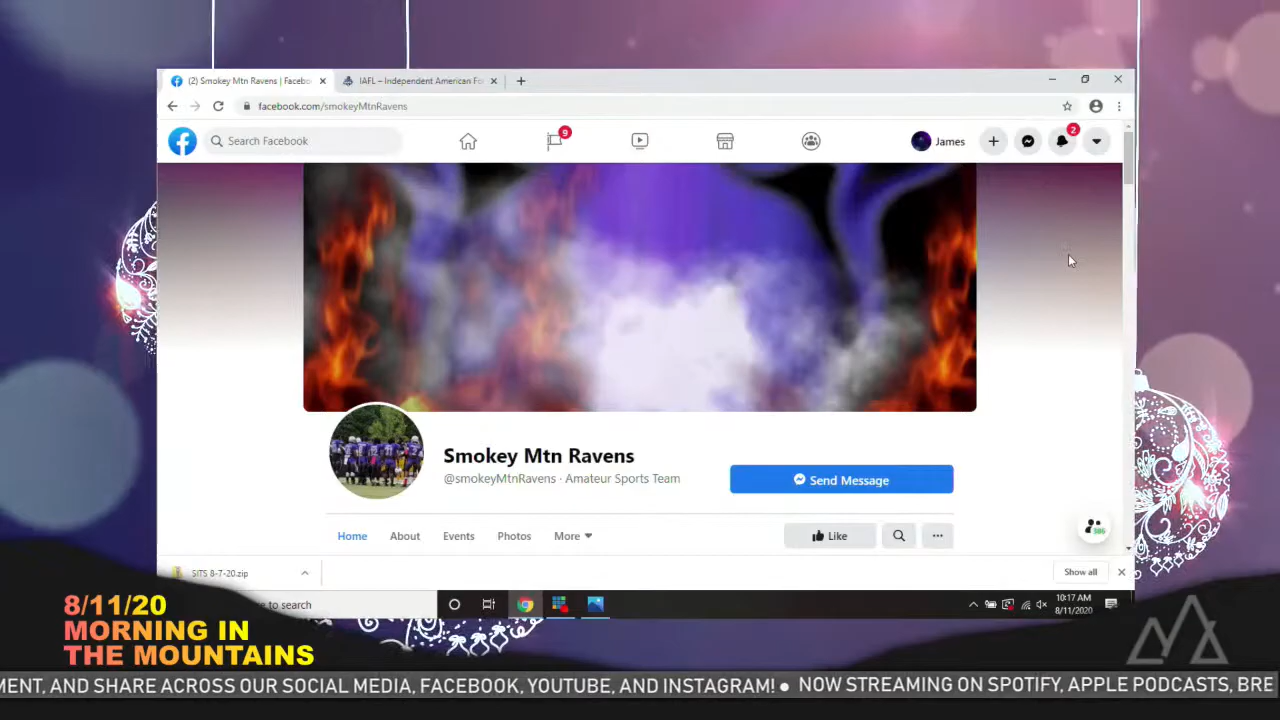 (2) Smokey Mtn Ravens | Facebo
IAFL – Independent American Fo
facebook.com/smokeyMtnRavens
Search Facebook
9
James
2
Smokey Mtn Ravens
@smokeyMtnRavens · Amateur Sports Team
Send Message
Home
About
Events
Photos
More
Like
386
SITS 8-7-20.zip
Show all
e to search
10:17 AM
8/11/2020
8/11/20
MORNING IN
THE MOUNTAINS
MENT, AND SHARE ACROSS OUR SOCIAL MEDIA, FACEBOOK, YOUTUBE, AND INSTAGRAM! ● NOW STREAMING ON SPOTIFY, APPLE PODCASTS, BRE